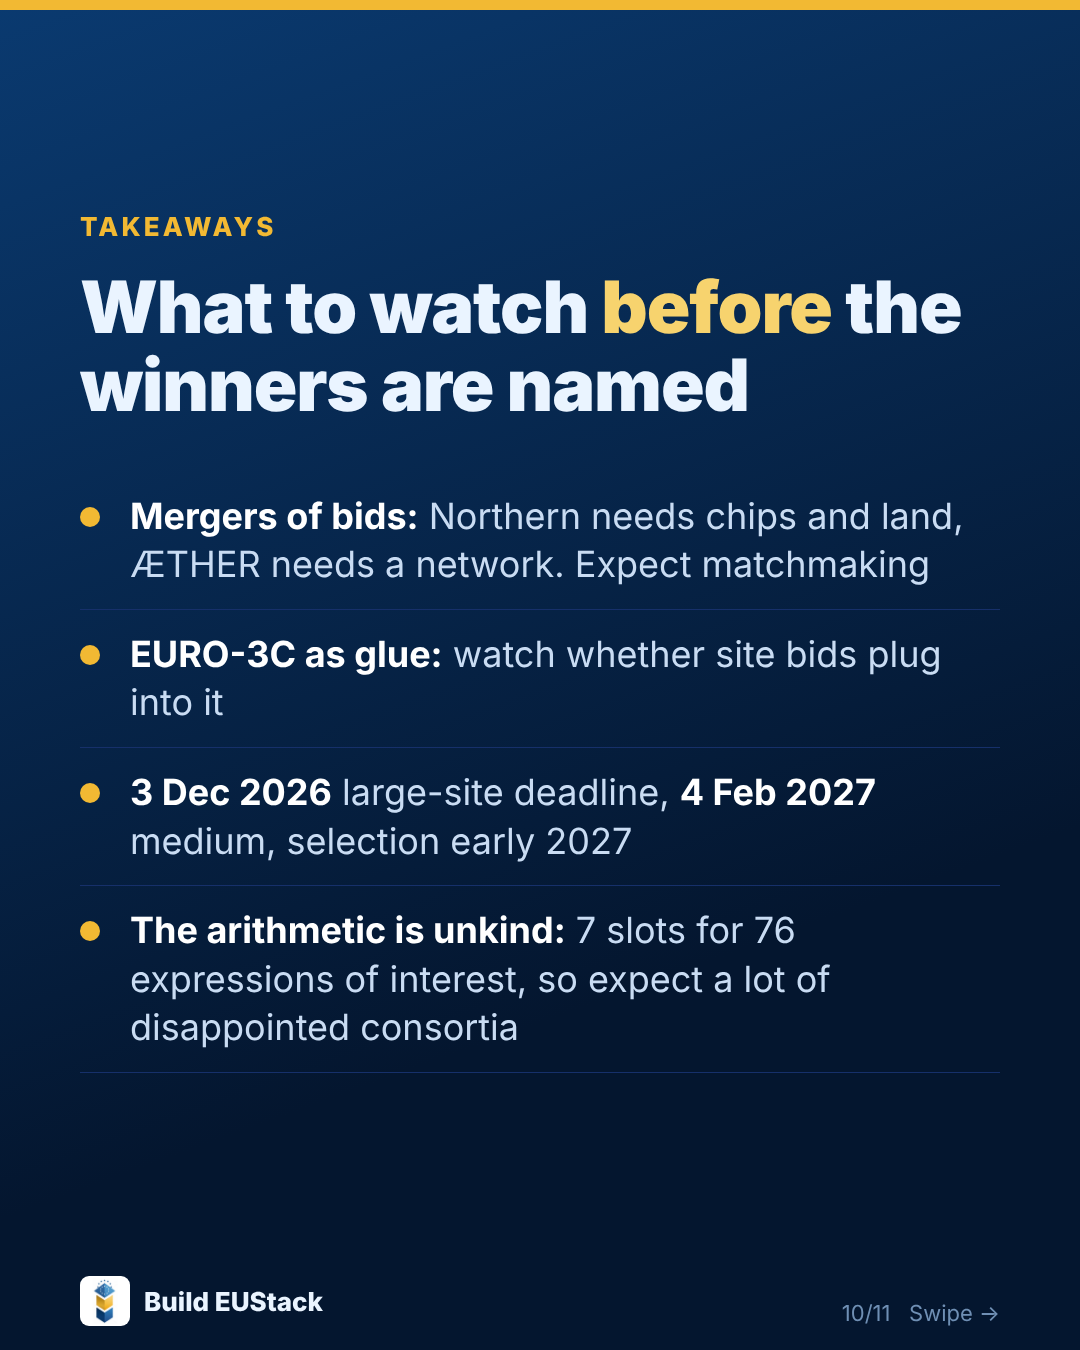 TAKEAWAYS
What to watch before the
winners are named
Mergers of bids: Northern needs chips and land,
ÆTHER needs a network. Expect matchmaking
EURO-3C as glue: watch whether site bids plug
into it
3 Dec 2026 large-site deadline, 4 Feb 2027
medium, selection early 2027
The arithmetic is unkind: 7 slots for 76
expressions of interest, so expect a lot of
disappointed consortia
Build EUStack
10/11 Swipe →